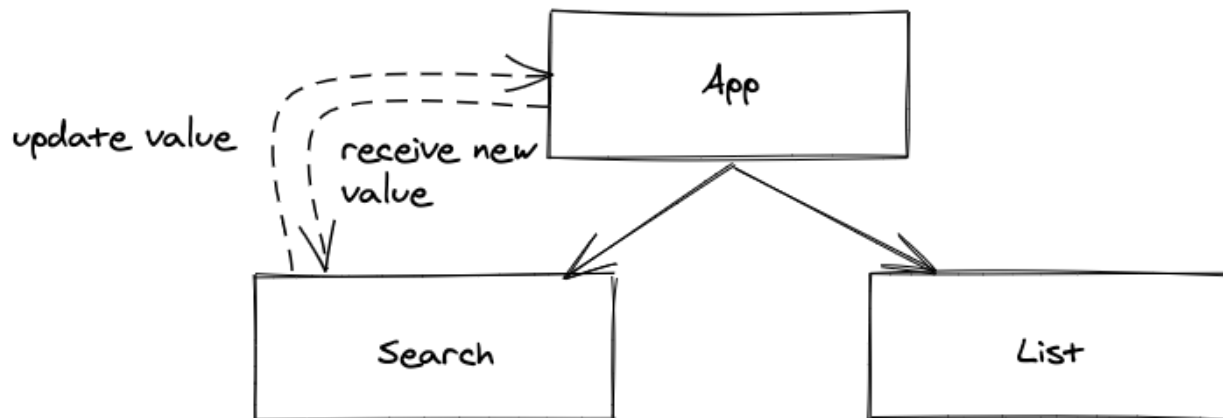 App
update value
receive new
value
Search
List